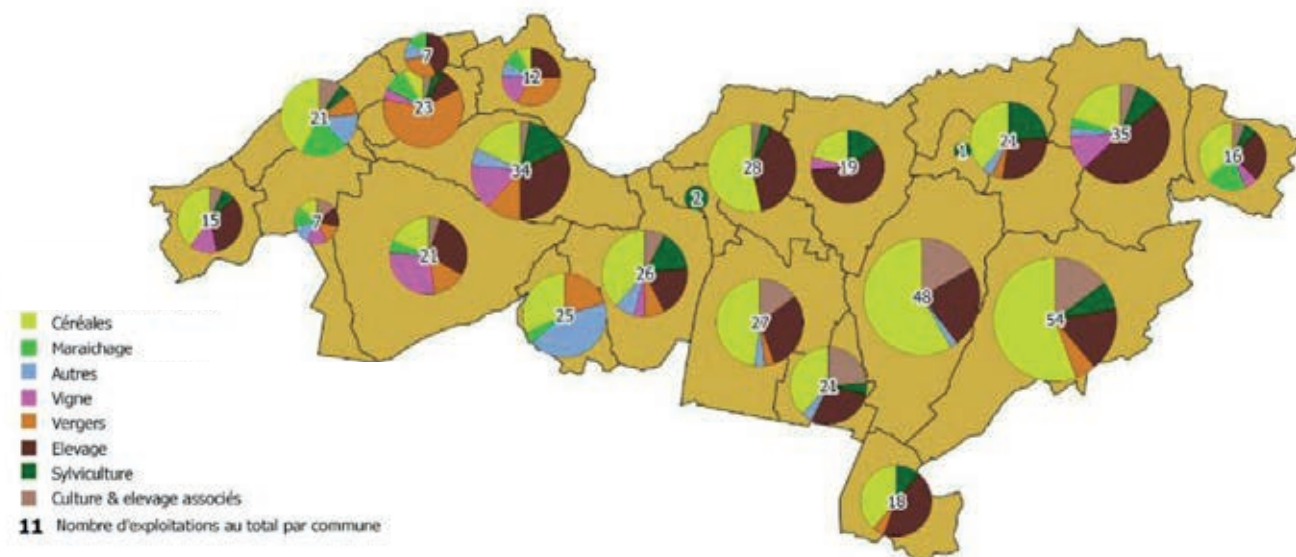 7
12
21
23
34
28
19
1
21
35
16
2
15
7
21
26
25
27
48
54
21
18
Céréales
Maraichage
Autres
Vigne
Vergers
Elevage
Sylviculture
Culture & elevage associés
11 Nombre d'exploitations au total par commune